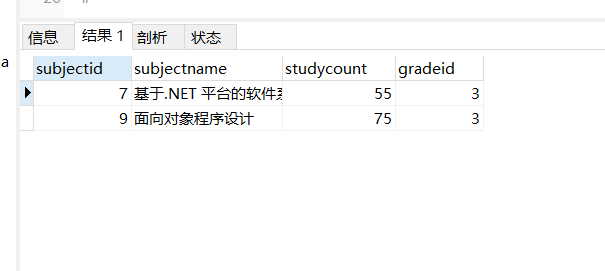 #
信息 结果 1 剖析 状态
a
subjectid subjectname studycount gradeid
7 基于.NET 平台的软件 55 3
9 面向对象程序设计 75 3